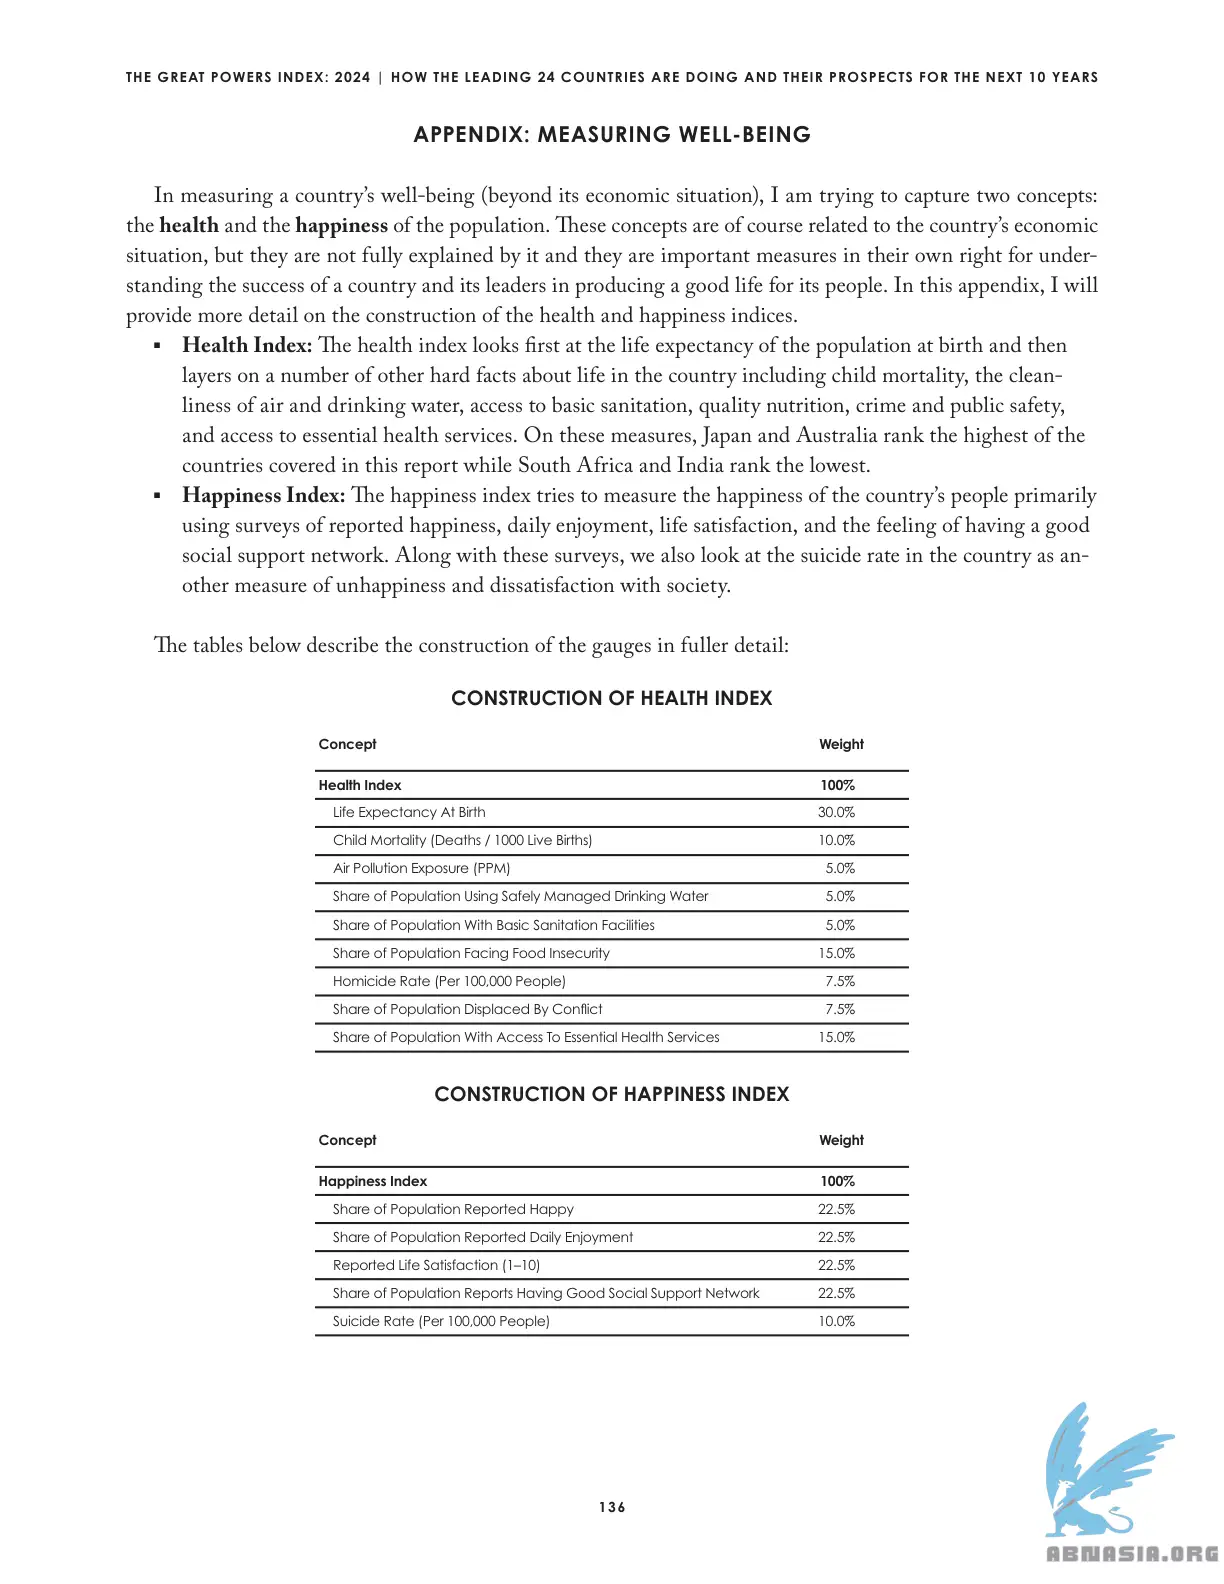 THE GREAT POWERS INDEX: 2024 | HOW THE LEADING 24 COUNTRIES ARE DOING AND THEIR PROSPECTS FOR THE NEXT 10 YEARS
APPENDIX: MEASURING WELL-BEING
In measuring a country’s well-being (beyond its economic situation), I am trying to capture two concepts:
the health and the happiness of the population. These concepts are of course related to the country’s economic
situation, but they are not fully explained by it and they are important measures in their own right for under-
standing the success of a country and its leaders in producing a good life for its people. In this appendix, I will
provide more detail on the construction of the health and happiness indices.
▪ Health Index: The health index looks first at the life expectancy of the population at birth and then
layers on a number of other hard facts about life in the country including child mortality, the clean-
liness of air and drinking water, access to basic sanitation, quality nutrition, crime and public safety,
and access to essential health services. On these measures, Japan and Australia rank the highest of the
countries covered in this report while South Africa and India rank the lowest.
▪ Happiness Index: The happiness index tries to measure the happiness of the country’s people primarily
using surveys of reported happiness, daily enjoyment, life satisfaction, and the feeling of having a good
social support network. Along with these surveys, we also look at the suicide rate in the country as an-
other measure of unhappiness and dissatisfaction with society.
The tables below describe the construction of the gauges in fuller detail:
CONSTRUCTION OF HEALTH INDEX
Concept Weight
Health Index 100%
Life Expectancy At Birth 30.0%
Child Mortality (Deaths / 1000 Live Births) 10.0%
Air Pollution Exposure (PPM) 5.0%
Share of Population Using Safely Managed Drinking Water 5.0%
Share of Population With Basic Sanitation Facilities 5.0%
Share of Population Facing Food Insecurity 15.0%
Homicide Rate (Per 100,000 People) 7.5%
Share of Population Displaced By Conflict 7.5%
Share of Population With Access To Essential Health Services 15.0%
CONSTRUCTION OF HAPPINESS INDEX
Concept Weight
Happiness Index 100%
Share of Population Reported Happy 22.5%
Share of Population Reported Daily Enjoyment 22.5%
Reported Life Satisfaction (1–10) 22.5%
Share of Population Reports Having Good Social Support Network 22.5%
Suicide Rate (Per 100,000 People) 10.0%
136
ABNASIA.ORG